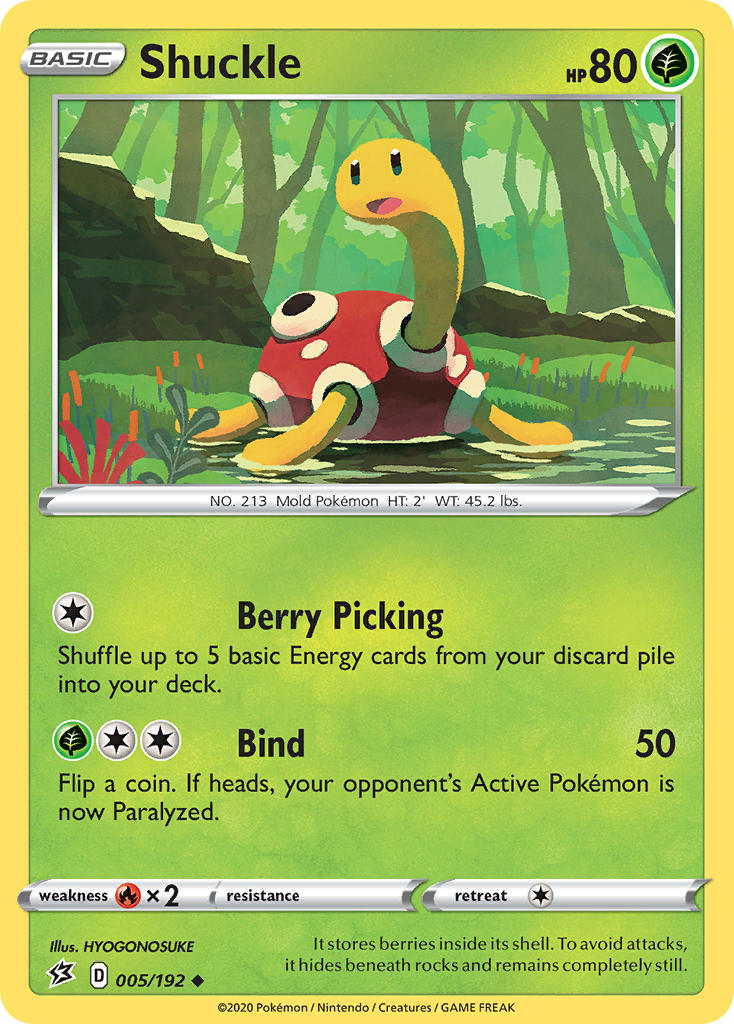 BASIC Shuckle HP 80
NO. 213 Mold Pokémon HT: 2' WT: 45.2 lbs.
Berry Picking
Shuffle up to 5 basic Energy cards from your discard pile
into your deck.
Bind 50
Flip a coin. If heads, your opponent's Active Pokémon is
now Paralyzed.
weakness ×2 resistance retreat
Illus. HYOGONOSUKE
D 005/192
It stores berries inside its shell. To avoid attacks,
it hides beneath rocks and remains completely still.
©2020 Pokémon / Nintendo / Creatures / GAME FREAK